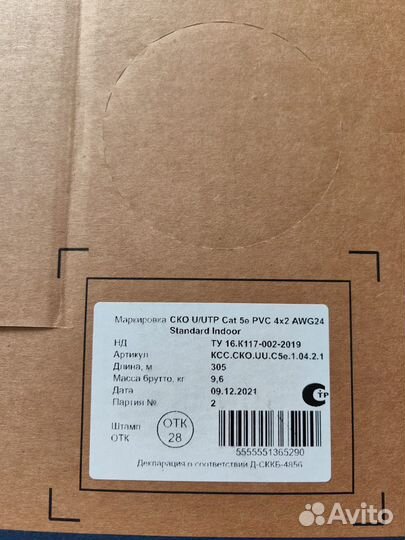 Маркировка СКО U/UTP Cat 5e PVC 4x2 AWG24
Standard Indoor
НД ТУ 16.К117-002-2019
Артикул КСС.СКО.UU.C5e.1.04.2.1
Длина, м 305
Масса брутто, кг 9,6
Дата 09.12.2021
Партия №. 2
СТР
Штамп
ОТК
ОТК
28
5555551365290
Декларация о соответствии Д-СККБ-4856
Avito